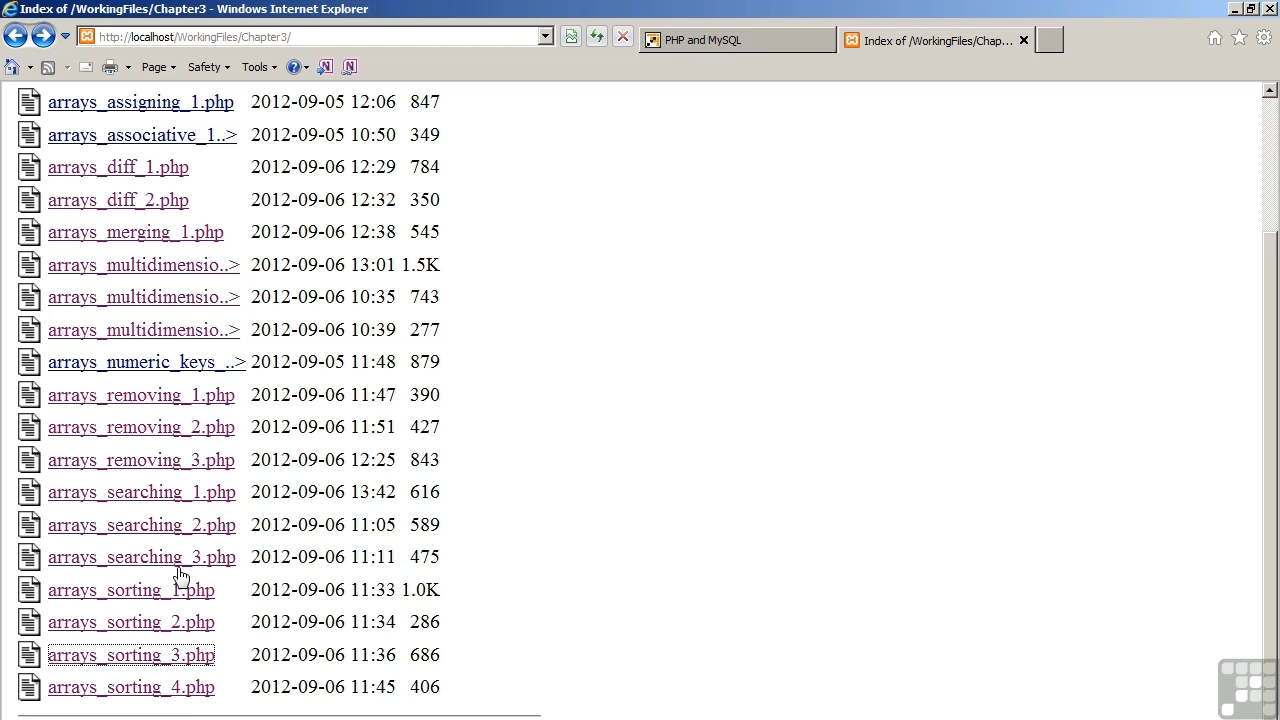 Index of /WorkingFiles/Chapter3 - Windows Internet Explorer
http://localhost/WorkingFiles/Chapter3/
PHP and MySQL
Index of /WorkingFiles/Chap...
Page
Safety
Tools
arrays_assigning_1.php 2012-09-05 12:06 847
arrays_associative_1..> 2012-09-05 10:50 349
arrays_diff_1.php 2012-09-06 12:29 784
arrays_diff_2.php 2012-09-06 12:32 350
arrays_merging_1.php 2012-09-06 12:38 545
arrays_multidimensio..> 2012-09-06 13:01 1.5K
arrays_multidimensio..> 2012-09-06 10:35 743
arrays_multidimensio..> 2012-09-06 10:39 277
arrays_numeric_keys_..> 2012-09-05 11:48 879
arrays_removing_1.php 2012-09-06 11:47 390
arrays_removing_2.php 2012-09-06 11:51 427
arrays_removing_3.php 2012-09-06 12:25 843
arrays_searching_1.php 2012-09-06 13:42 616
arrays_searching_2.php 2012-09-06 11:05 589
arrays_searching_3.php 2012-09-06 11:11 475
arrays_sorting_1.php 2012-09-06 11:33 1.0K
arrays_sorting_2.php 2012-09-06 11:34 286
arrays_sorting_3.php 2012-09-06 11:36 686
arrays_sorting_4.php 2012-09-06 11:45 406